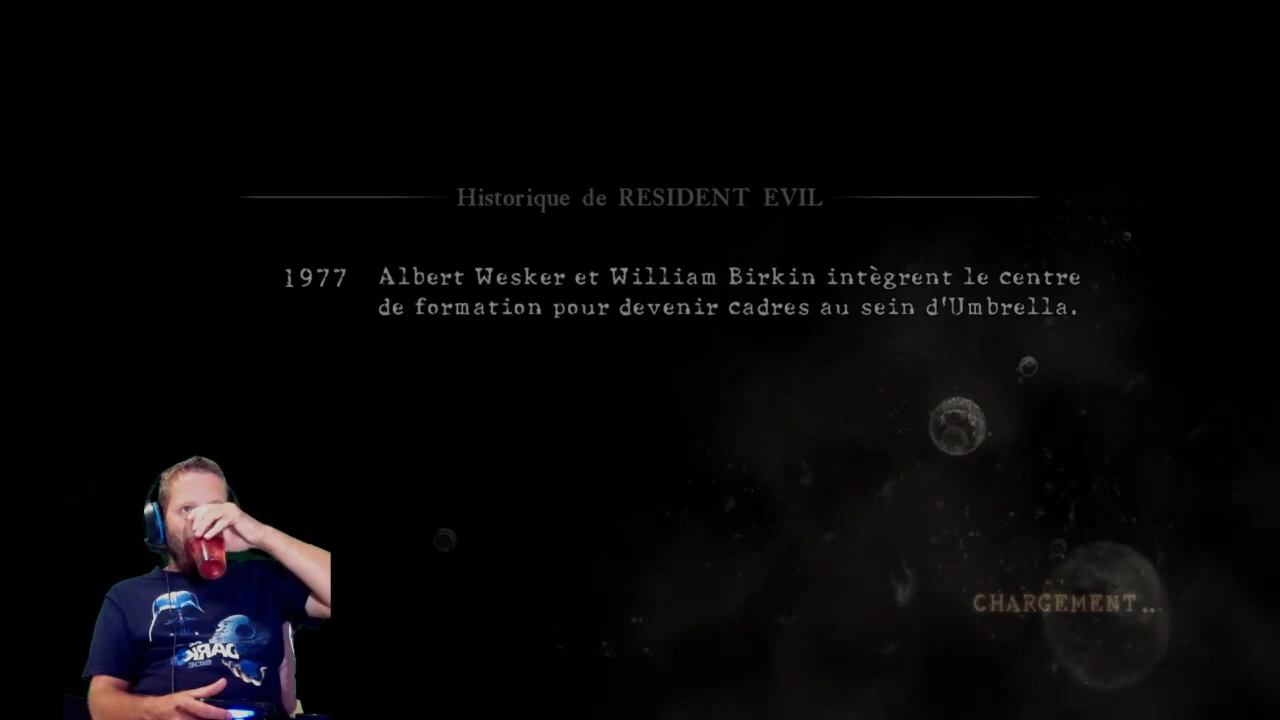 Historique de RESIDENT EVIL
1977 Albert Wesker et William Birkin intègrent le centre
de formation pour devenir cadres au sein d'Umbrella.
CHARGEMENT...
DARK